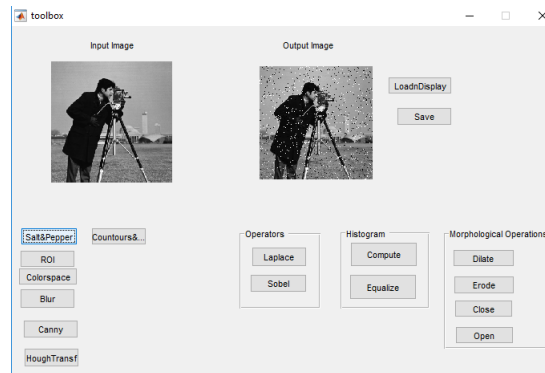 toolbox
Input Image
Output Image
LoadnDisplay
Save
Salt&Pepper
Countours&...
ROI
Colorspace
Blur
Canny
HoughTransf
Operators
Laplace
Sobel
Histogram
Compute
Equalize
Morphological Operations
Dilate
Erode
Close
Open